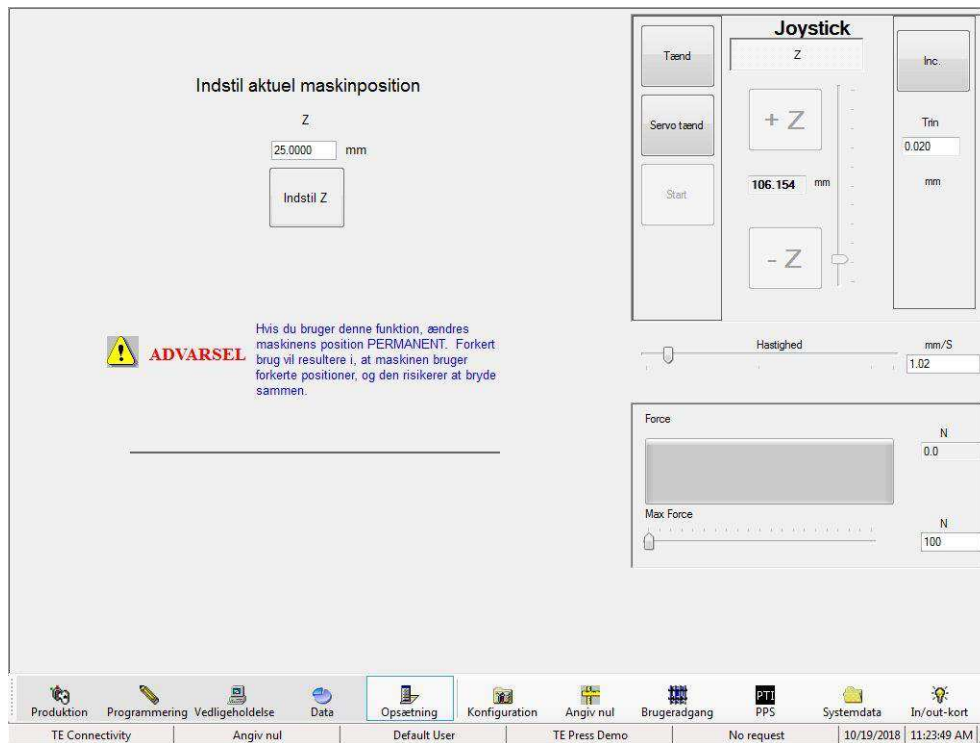 Indstil aktuel maskinposition
Z
25.0000 mm
Indstil Z
ADVARSEL
Hvis du bruger denne funktion, ændres
maskinens position PERMANENT. Forkert
brug vil resultere i, at maskinen bruger
forkerte positioner, og den risikerer at bryde
sammen.
Joystick
Tænd
Servo tænd
Start
Z
+ Z
106.154 mm
- Z
Inc.
Trin
0.020
mm
Hastighed
mm/S
1.02
Force
N
0.0
Max Force
N
100
Produktion Programmering Vedligeholdelse Data Opsætning Konfiguration Angiv nul Brugeradgang PPS Systemdata In/out-kort
PTI
TE Connectivity Angiv nul Default User TE Press Demo No request 10/19/2018 11:23:49 AM